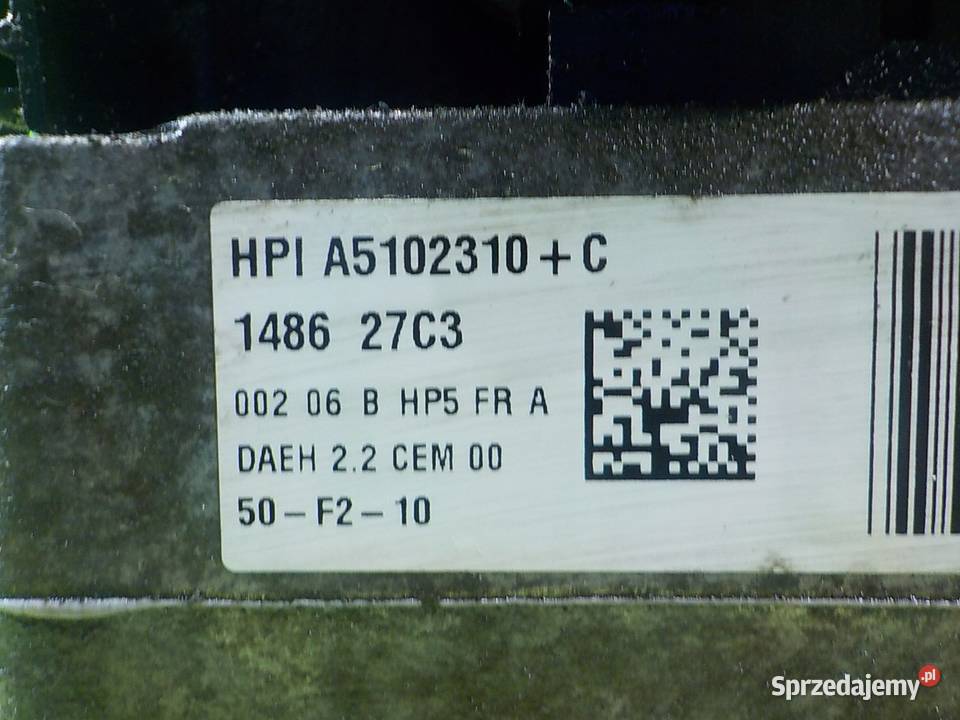 HPI A5102310+C
1486 27C3
002 06 B HP5 FR A
DAEH 2.2 CEM 00
50-F2-10
Sprzedajemy.pl